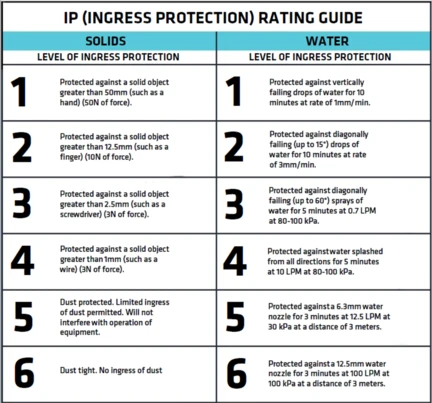 IP (INGRESS PROTECTION) RATING GUIDE
SOLIDS
WATER
LEVEL OF INGRESS PROTECTION
LEVEL OF INGRESS PROTECTION
1
Protected against a solid object
greater than 50mm (such as a
hand) (50N of force).
1
Protected against vertically
falling drops of water for 10
minutes at rate of 1mm/min.
2
Protected against a solid object
greater than 12.5mm (such as a
finger) (10N of force).
2
Protected against diagonally
falling (up to 15°) drops of
water for 10 minutes at rate
of 3mm/min.
3
Protected against a solid object
greater than 2.5mm (such as a
screwdriver) (3N of force).
3
Protected against diagonally
falling (up to 60°) sprays of
water for 5 minutes at 0.7 LPM
at 80-100 kPa.
4
Protected against a solid object
greater than 1mm (such as a
wire) (3N of force).
4
Protected against water splashed
from all directions for 5 minutes
at 10 LPM at 80-100 kPa.
5
Dust protected. Limited ingress
of dust permitted. Will not
interfere with operation of
equipment.
5
Protected against a 6.3mm water
nozzle for 3 minutes at 12.5 LPM at
30 kPa at a distance of 3 meters.
6
Dust tight. No ingress of dust
6
Protected against a 12.5mm water
nozzle for 3 minutes at 100 LPM at
100 kPa at a distance of 3 meters.